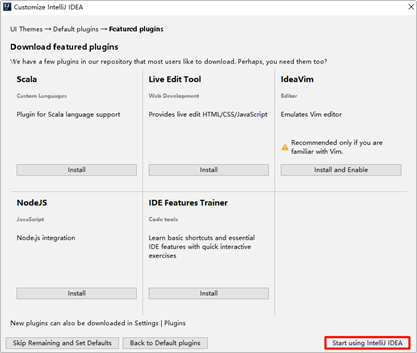 Customize IntelliJ IDEA
UI Themes → Default plugins → Featured plugins
Download featured plugins
We have a few plugins in our repository that most users like to download. Perhaps, you need them too?
Scala
Custom Languages
Plugin for Scala language support
Install
Live Edit Tool
Web Development
Provides live edit HTML/CSS/JavaScript
Install
IdeaVim
Editor
Emulates Vim editor
Recommended only if you are
familiar with Vim.
Install and Enable
NodeJS
JavaScript
Node.js integration
Install
IDE Features Trainer
Code tools
Learn basic shortcuts and essential
IDE features with quick interactive
exercises
Install
New plugins can also be downloaded in Settings | Plugins
Skip Remaining and Set Defaults
Back to Default plugins
Start using IntelliJ IDEA